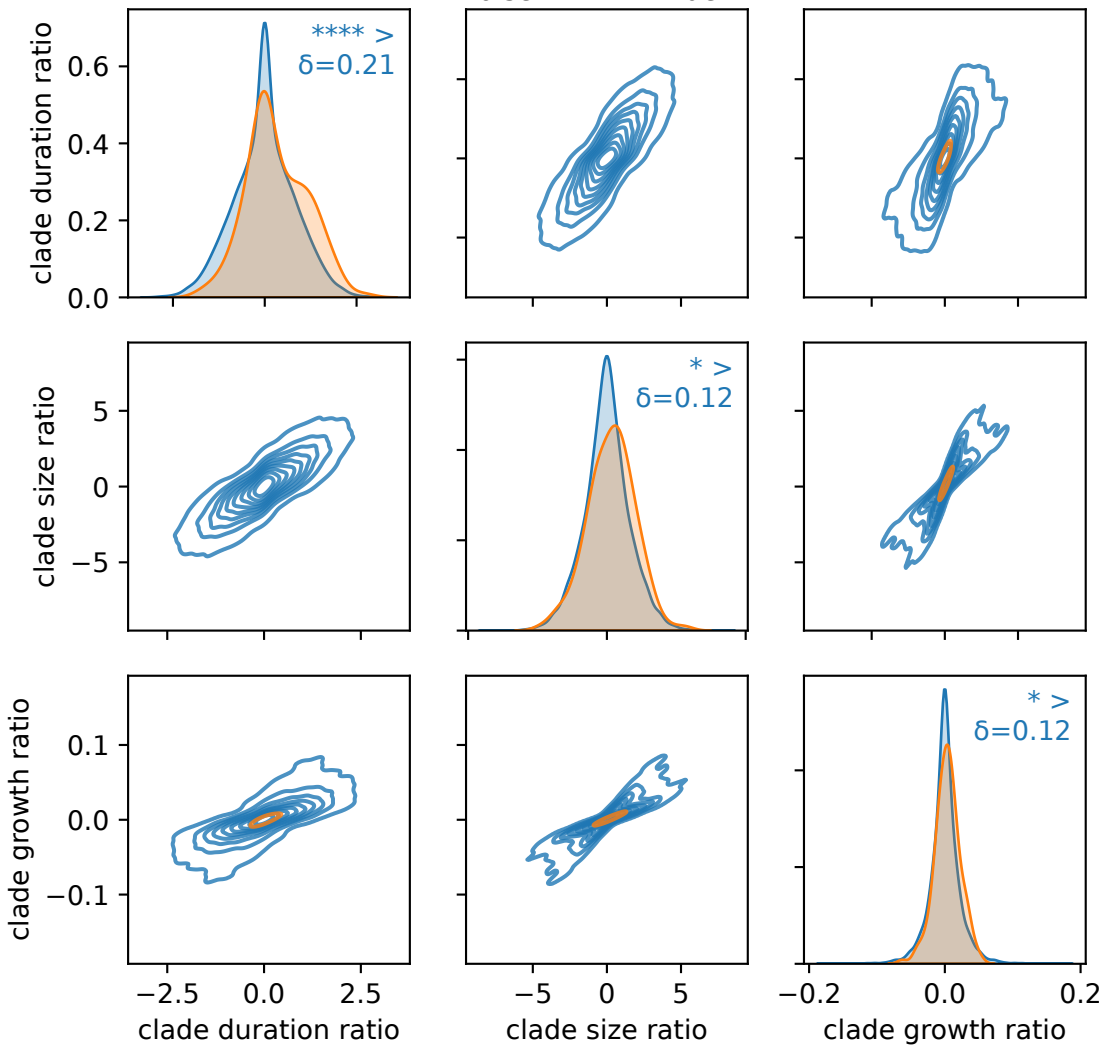 clade duration ratio
0.6
0.4
0.2
0.0
**** >
δ=0.21
clade size ratio
5
0
−5
* >
δ=0.12
clade growth ratio
0.1
0.0
−0.1
* >
δ=0.12
−2.5 0.0 2.5
−5 0 5
−0.2 0.0 0.2
clade duration ratio
clade size ratio
clade growth ratio